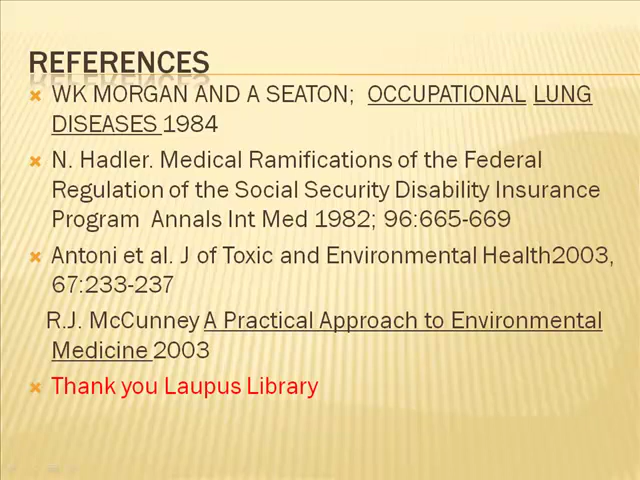 REFERENCES
WK MORGAN AND A SEATON; OCCUPATIONAL LUNG
DISEASES 1984
N. Hadler. Medical Ramifications of the Federal
Regulation of the Social Security Disability Insurance
Program Annals Int Med 1982; 96:665-669
Antoni et al. J of Toxic and Environmental Health2003,
67:233-237
R.J. McCunney A Practical Approach to Environmental
Medicine 2003
Thank you Laupus Library